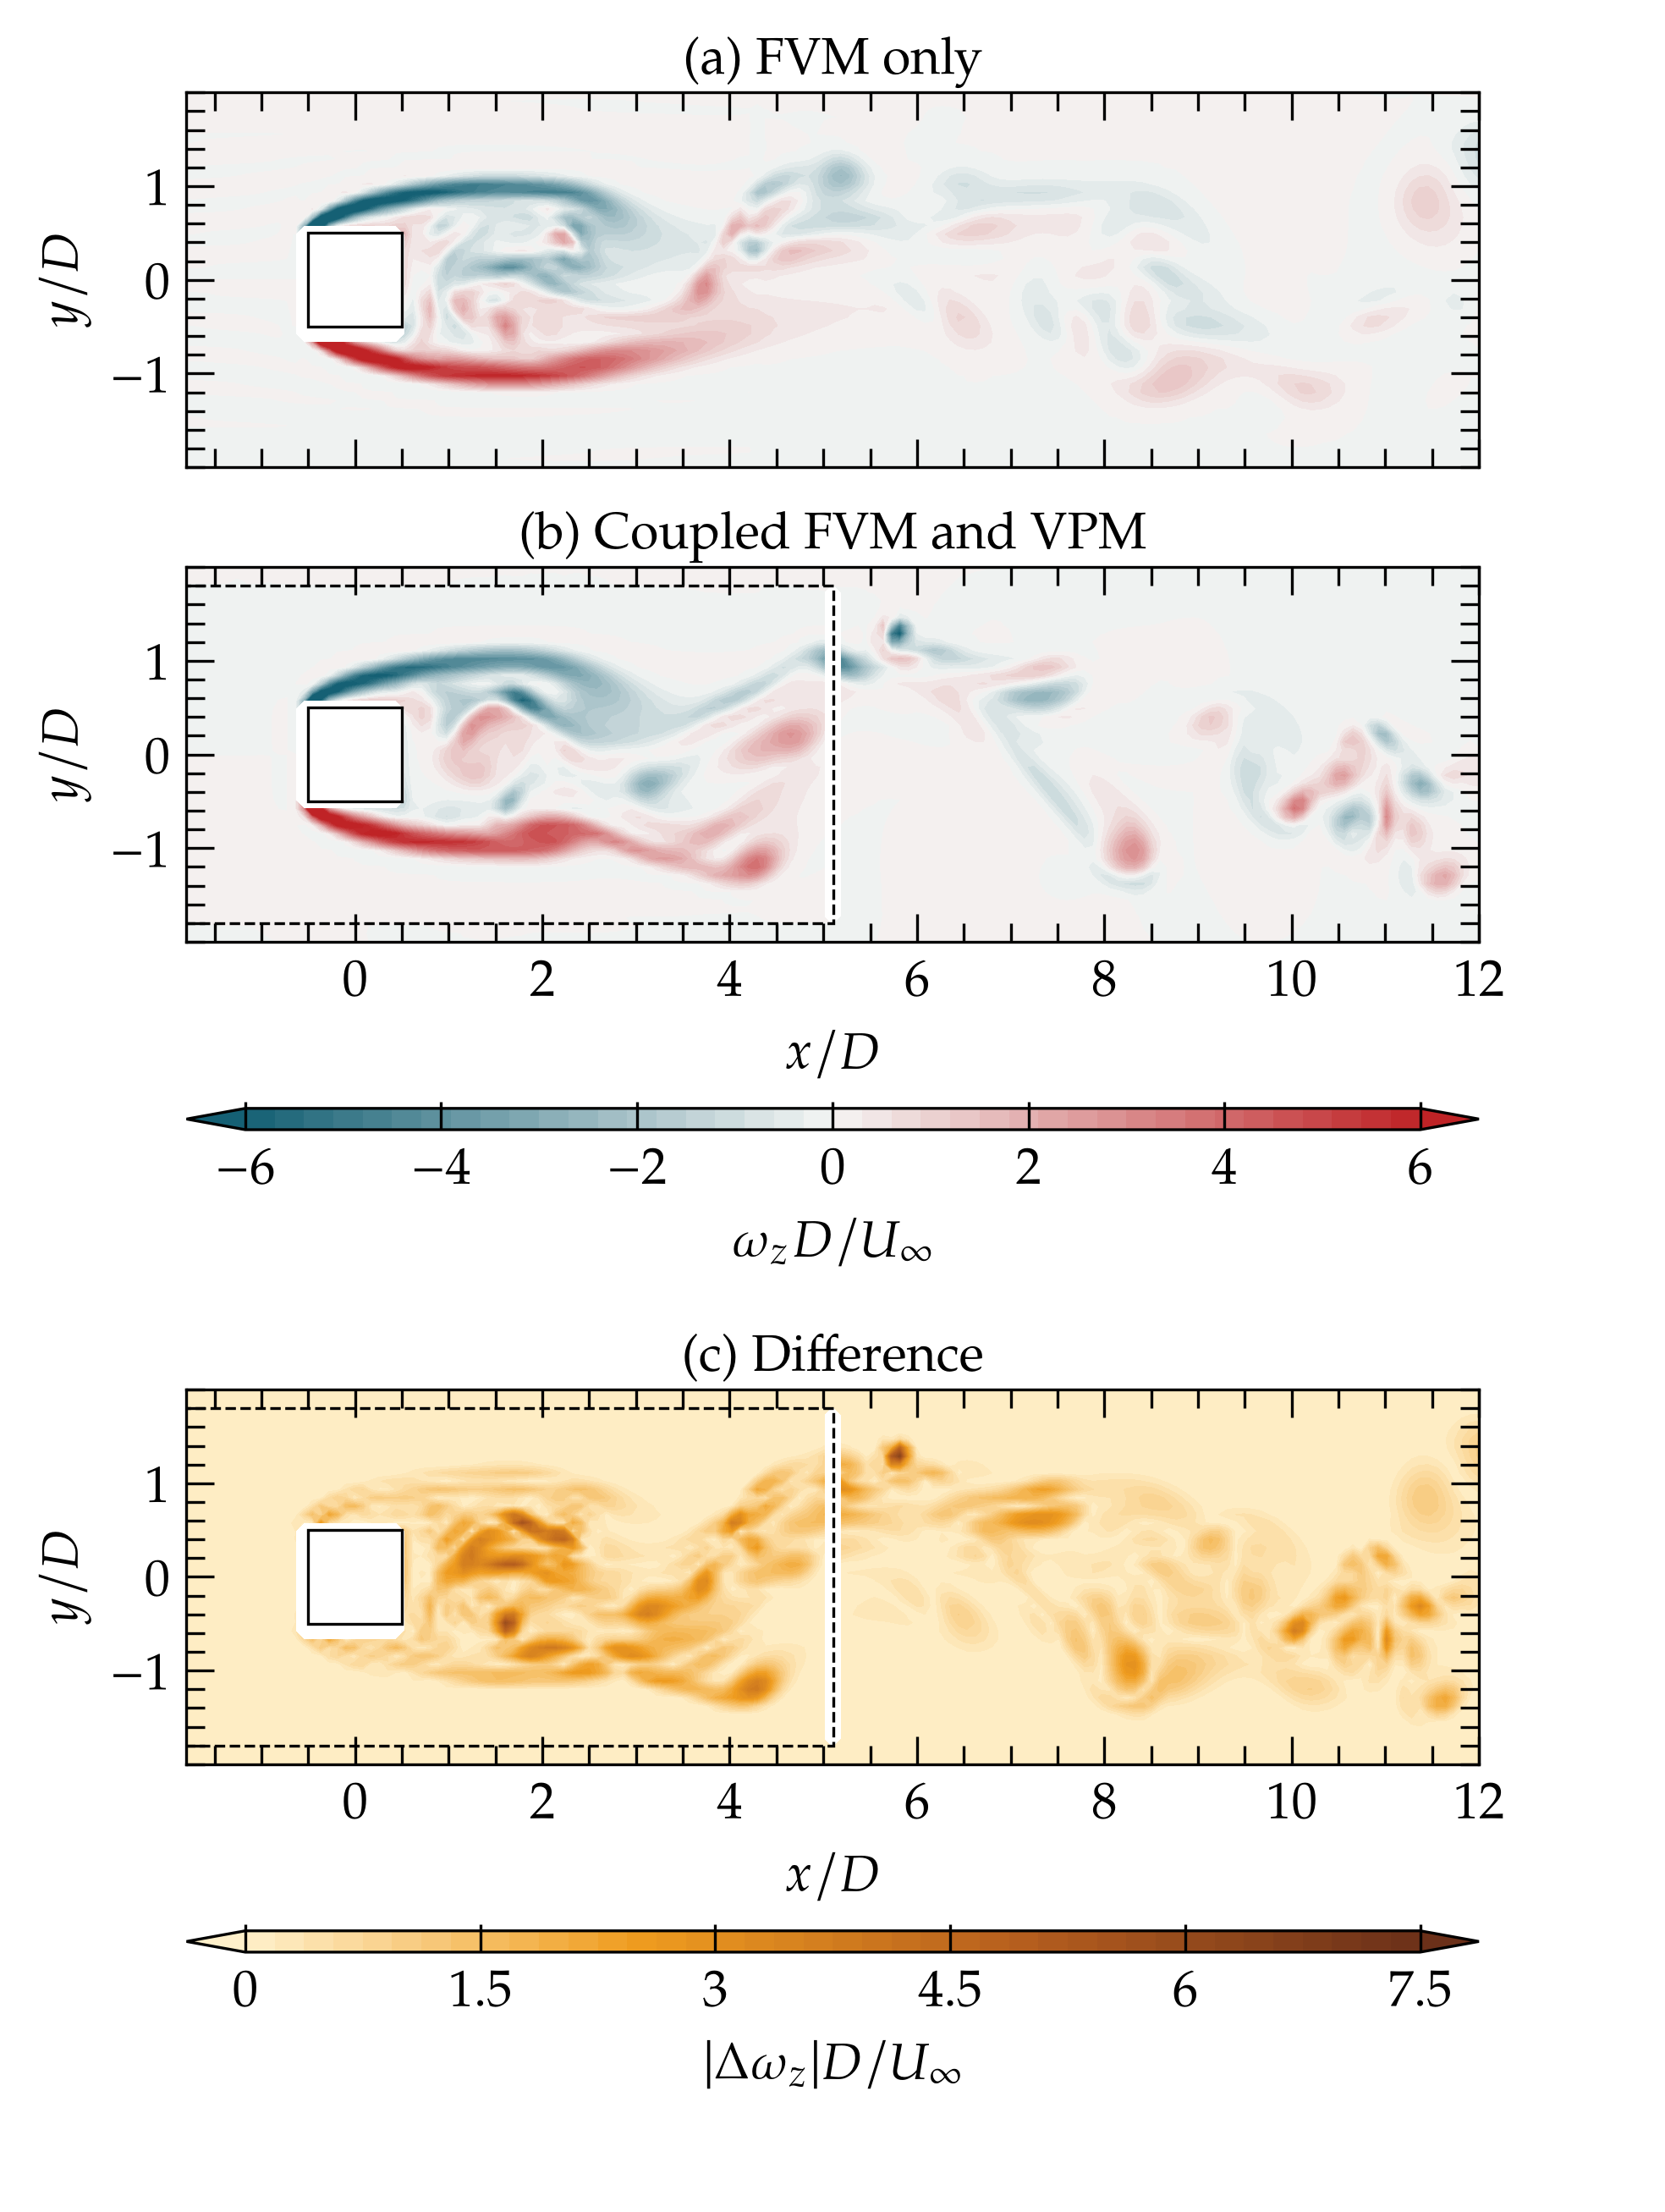 (a) FVM only
y/D
1
0
−1
(b) Coupled FVM and VPM
y/D
1
0
−1
0 2 4 6 8 10 12
x/D
−6 −4 −2 0 2 4 6
ω_z D/U_∞
(c) Difference
y/D
1
0
−1
0 2 4 6 8 10 12
x/D
0 1.5 3 4.5 6 7.5
|Δω_z|D/U_∞